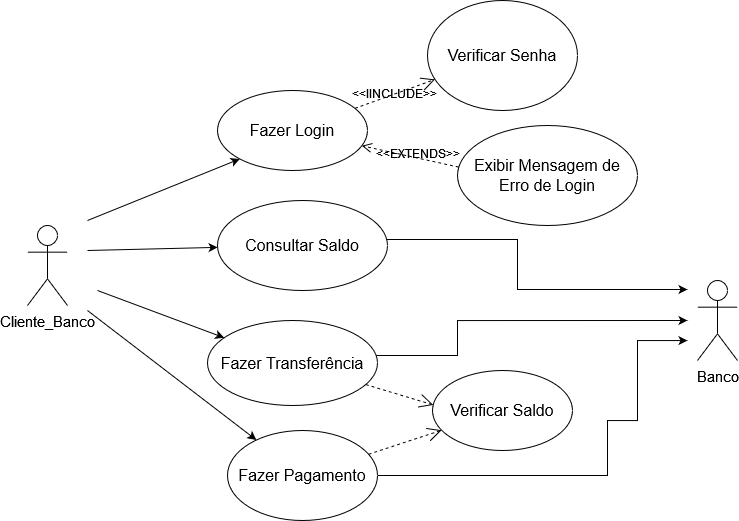 Verificar Senha
<<IINCLUDE>>
Fazer Login
<<EXTENDS>>
Exibir Mensagem de
Erro de Login
Consultar Saldo
Cliente_Banco
Fazer Transferência
Banco
Verificar Saldo
Fazer Pagamento